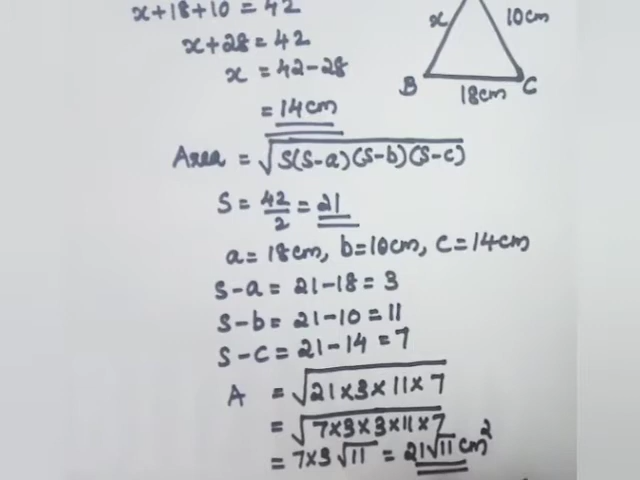 x+18+10 = 42
x+28 = 42
x = 42-28
= 14cm
x
10cm
B
18cm
C
Area = √S(S-a)(S-b)(S-c)
S = 42/2 = 21
a = 18cm, b=10cm, c=14cm
S-a = 21-18 = 3
S-b = 21-10 = 11
S-c = 21-14 = 7
A = √21×3×11×7
= √7×3×3×11×7
= 7×3√11 = 21√11 cm²